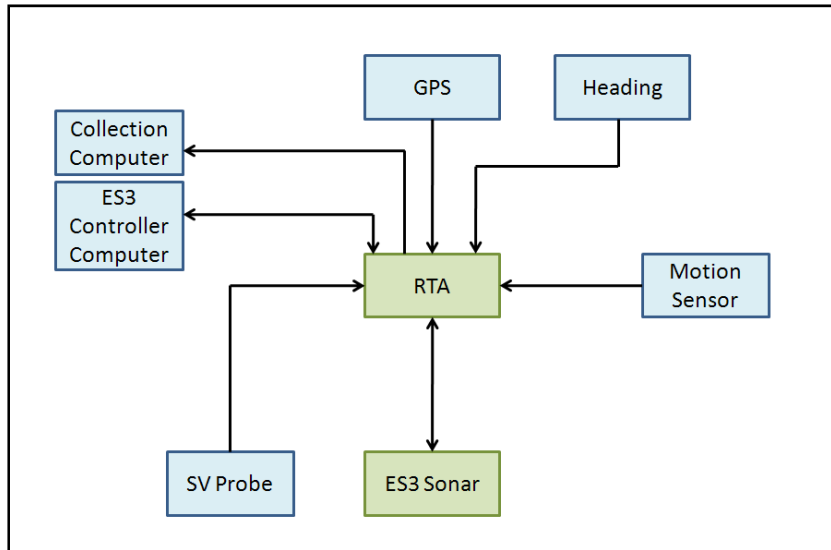 GPS
Heading
Collection
Computer
ES3
Controller
Computer
RTA
Motion
Sensor
SV Probe
ES3 Sonar